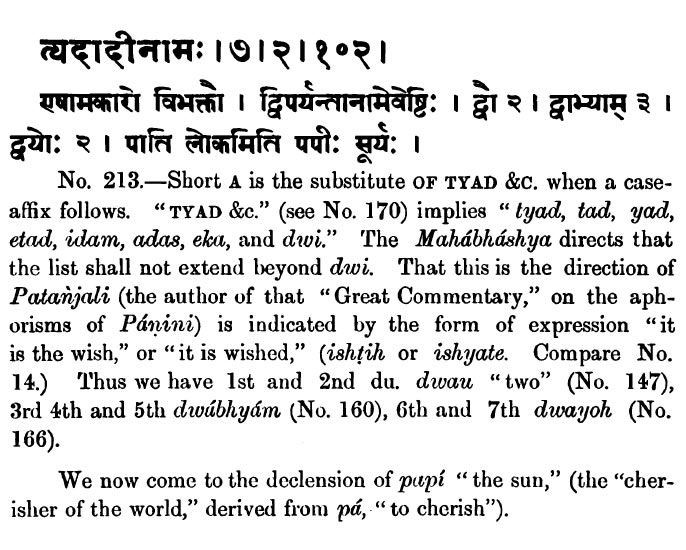 त्यदादीनामः । ७ । २ । १०२ ।
एषामकारो विभक्तौ । द्विपर्यन्तानामेवेष्टिः । द्वौ २ । द्वाभ्याम् ३ ।
द्वयोः २ । पाति लोकमिति पपीः सूर्यः ।
No. 213.—Short A is the substitute OF TYAD &C. when a case-
affix follows. “TYAD &c.” (see No. 170) implies “tyad, tad, yad,
etad, idam, adas, eka, and dwi.” The Mahábháshya directs that
the list shall not extend beyond dwi. That this is the direction of
Patañjali (the author of that “Great Commentary,” on the aph-
orisms of Páṇini) is indicated by the form of expression “it
is the wish,” or “it is wished,” (ishṭih or ishyate. Compare No.
14.) Thus we have 1st and 2nd du. dwau “two” (No. 147),
3rd 4th and 5th dwábhyám (No. 160), 6th and 7th dwayoh (No.
166).
We now come to the declension of papí “the sun,” (the “cher-
isher of the world,” derived from pá, “to cherish”).